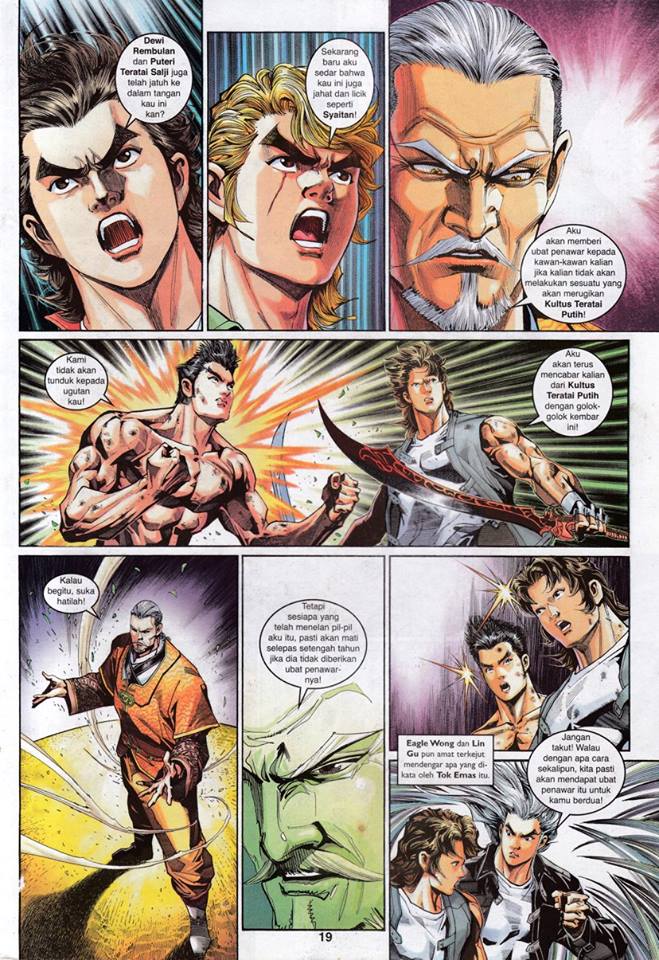 Dewi
Rembulan
dan Puteri
Teratai Salji juga
telah jatuh ke
dalam tangan
kau ini
kan?
Sekarang
baru aku
sedar bahwa
kau ini juga
jahat dan licik
seperti
Syaitan!
Aku
akan memberi
ubat penawar kepada
kawan-kawan kalian
jika kalian tidak akan
melakukan sesuatu yang
akan merugikan
Kultus Teratai
Putih!
Kami
tidak akan
tunduk kepada
ugutan
kau!
Aku
akan terus
mencabar kalian
dari Kultus
Teratai Putih
dengan golok-
golok kembar
ini!
Kalau
begitu, suka
hatilah!
Tetapi
sesiapa yang
telah menelan pil-pil
aku itu, pasti akan mati
selepas setengah tahun
jika dia tidak diberikan
ubat penawar-
nya!
Eagle Wong dan Lin
Gu pun amat terkejut
mendengar apa yang di-
kata oleh Tok Emas itu.
Jangan
takut! Walau
dengan apa cara
sekalipun, kita pasti
akan mendapat ubat
penawar itu untuk
kamu berdua!
19